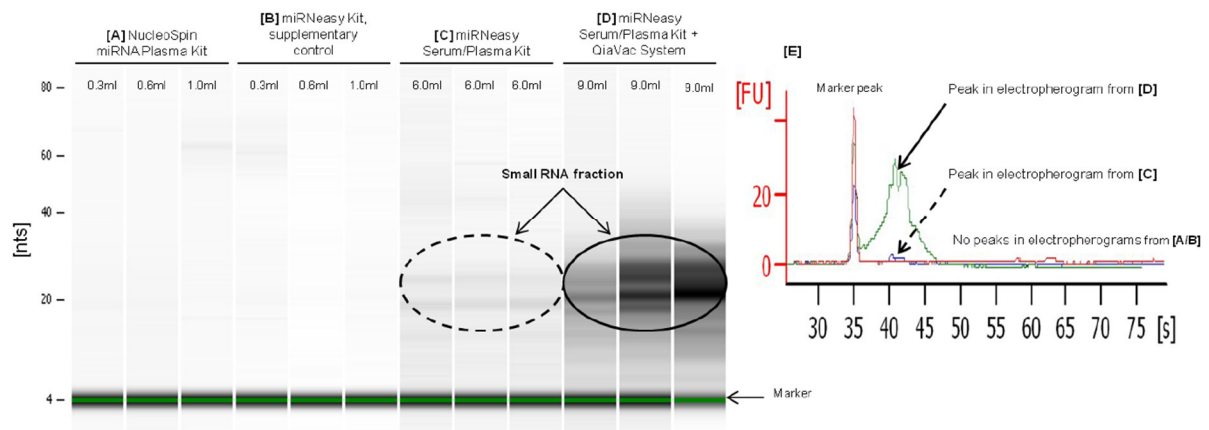 [A] NucleoSpin
miRNA Plasma Kit
[B] miRNeasy Kit,
supplementary
control
[C] miRNeasy
Serum/Plasma Kit
[D] miRNeasy
Serum/Plasma Kit +
QiaVac System
0.3ml 0.6ml 1.0ml 0.3ml 0.6ml 1.0ml 6.0ml 6.0ml 6.0ml 9.0ml 9.0ml 9.0ml
80
60
40
20
4
[nts]
Small RNA fraction
Marker
[E]
[FU]
20
0
Marker peak
Peak in electropherogram from [D]
Peak in electropherogram from [C]
No peaks in electropherograms from [A/B]
30 35 40 45 50 55 60 65 70 75 [s]